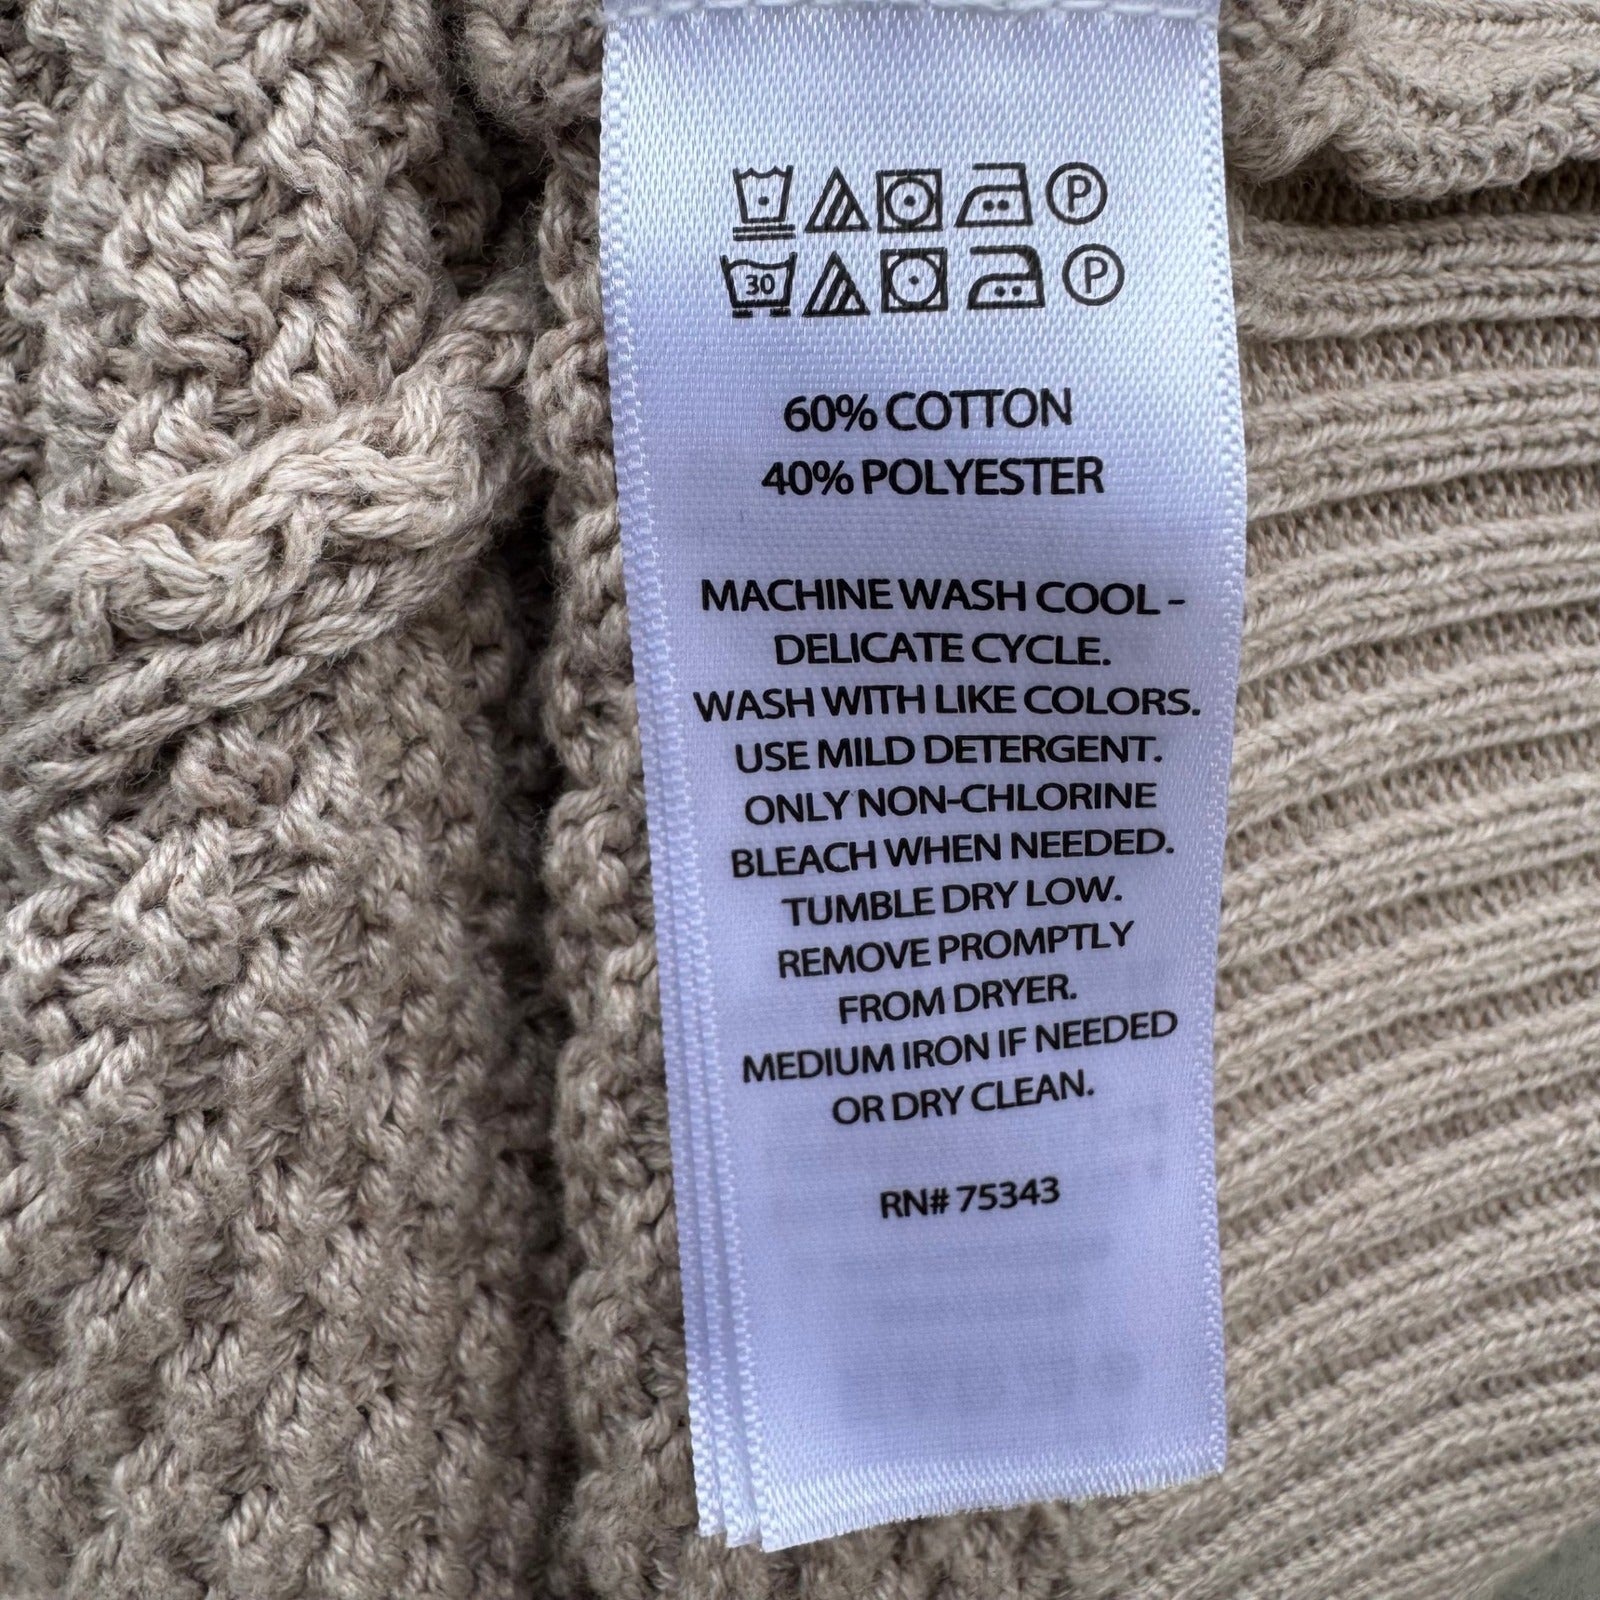 P
30 P
60% COTTON
40% POLYESTER
MACHINE WASH COOL -
DELICATE CYCLE.
WASH WITH LIKE COLORS.
USE MILD DETERGENT.
ONLY NON-CHLORINE
BLEACH WHEN NEEDED.
TUMBLE DRY LOW.
REMOVE PROMPTLY
FROM DRYER.
MEDIUM IRON IF NEEDED
OR DRY CLEAN.
RN# 75343